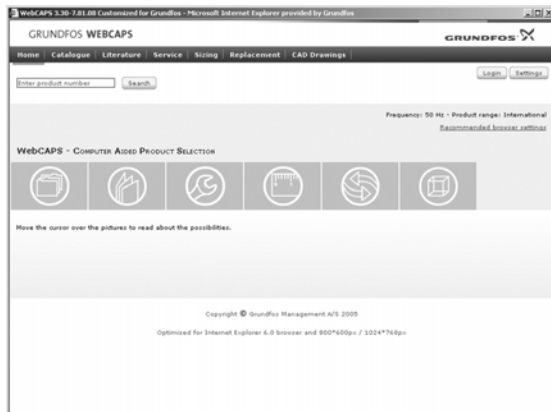 WebCAPS 3.30-7.81.08 Customized for Grundfos - Microsoft Internet Explorer provided by Grundfos
GRUNDFOS WEBCAPS
GRUNDFOS
Home Catalogue Literature Service Sizing Replacement CAD Drawings
Login Settings
Enter product number Search
Frequency: 50 Hz - Product range: International
Recommended browser settings
WebCAPS - Computer Aided Product Selection
Move the cursor over the pictures to read about the possibilities.
Copyright © Grundfos Management A/S 2005
Optimized for Internet Explorer 6.0 browser and 800*600px / 1024*768px